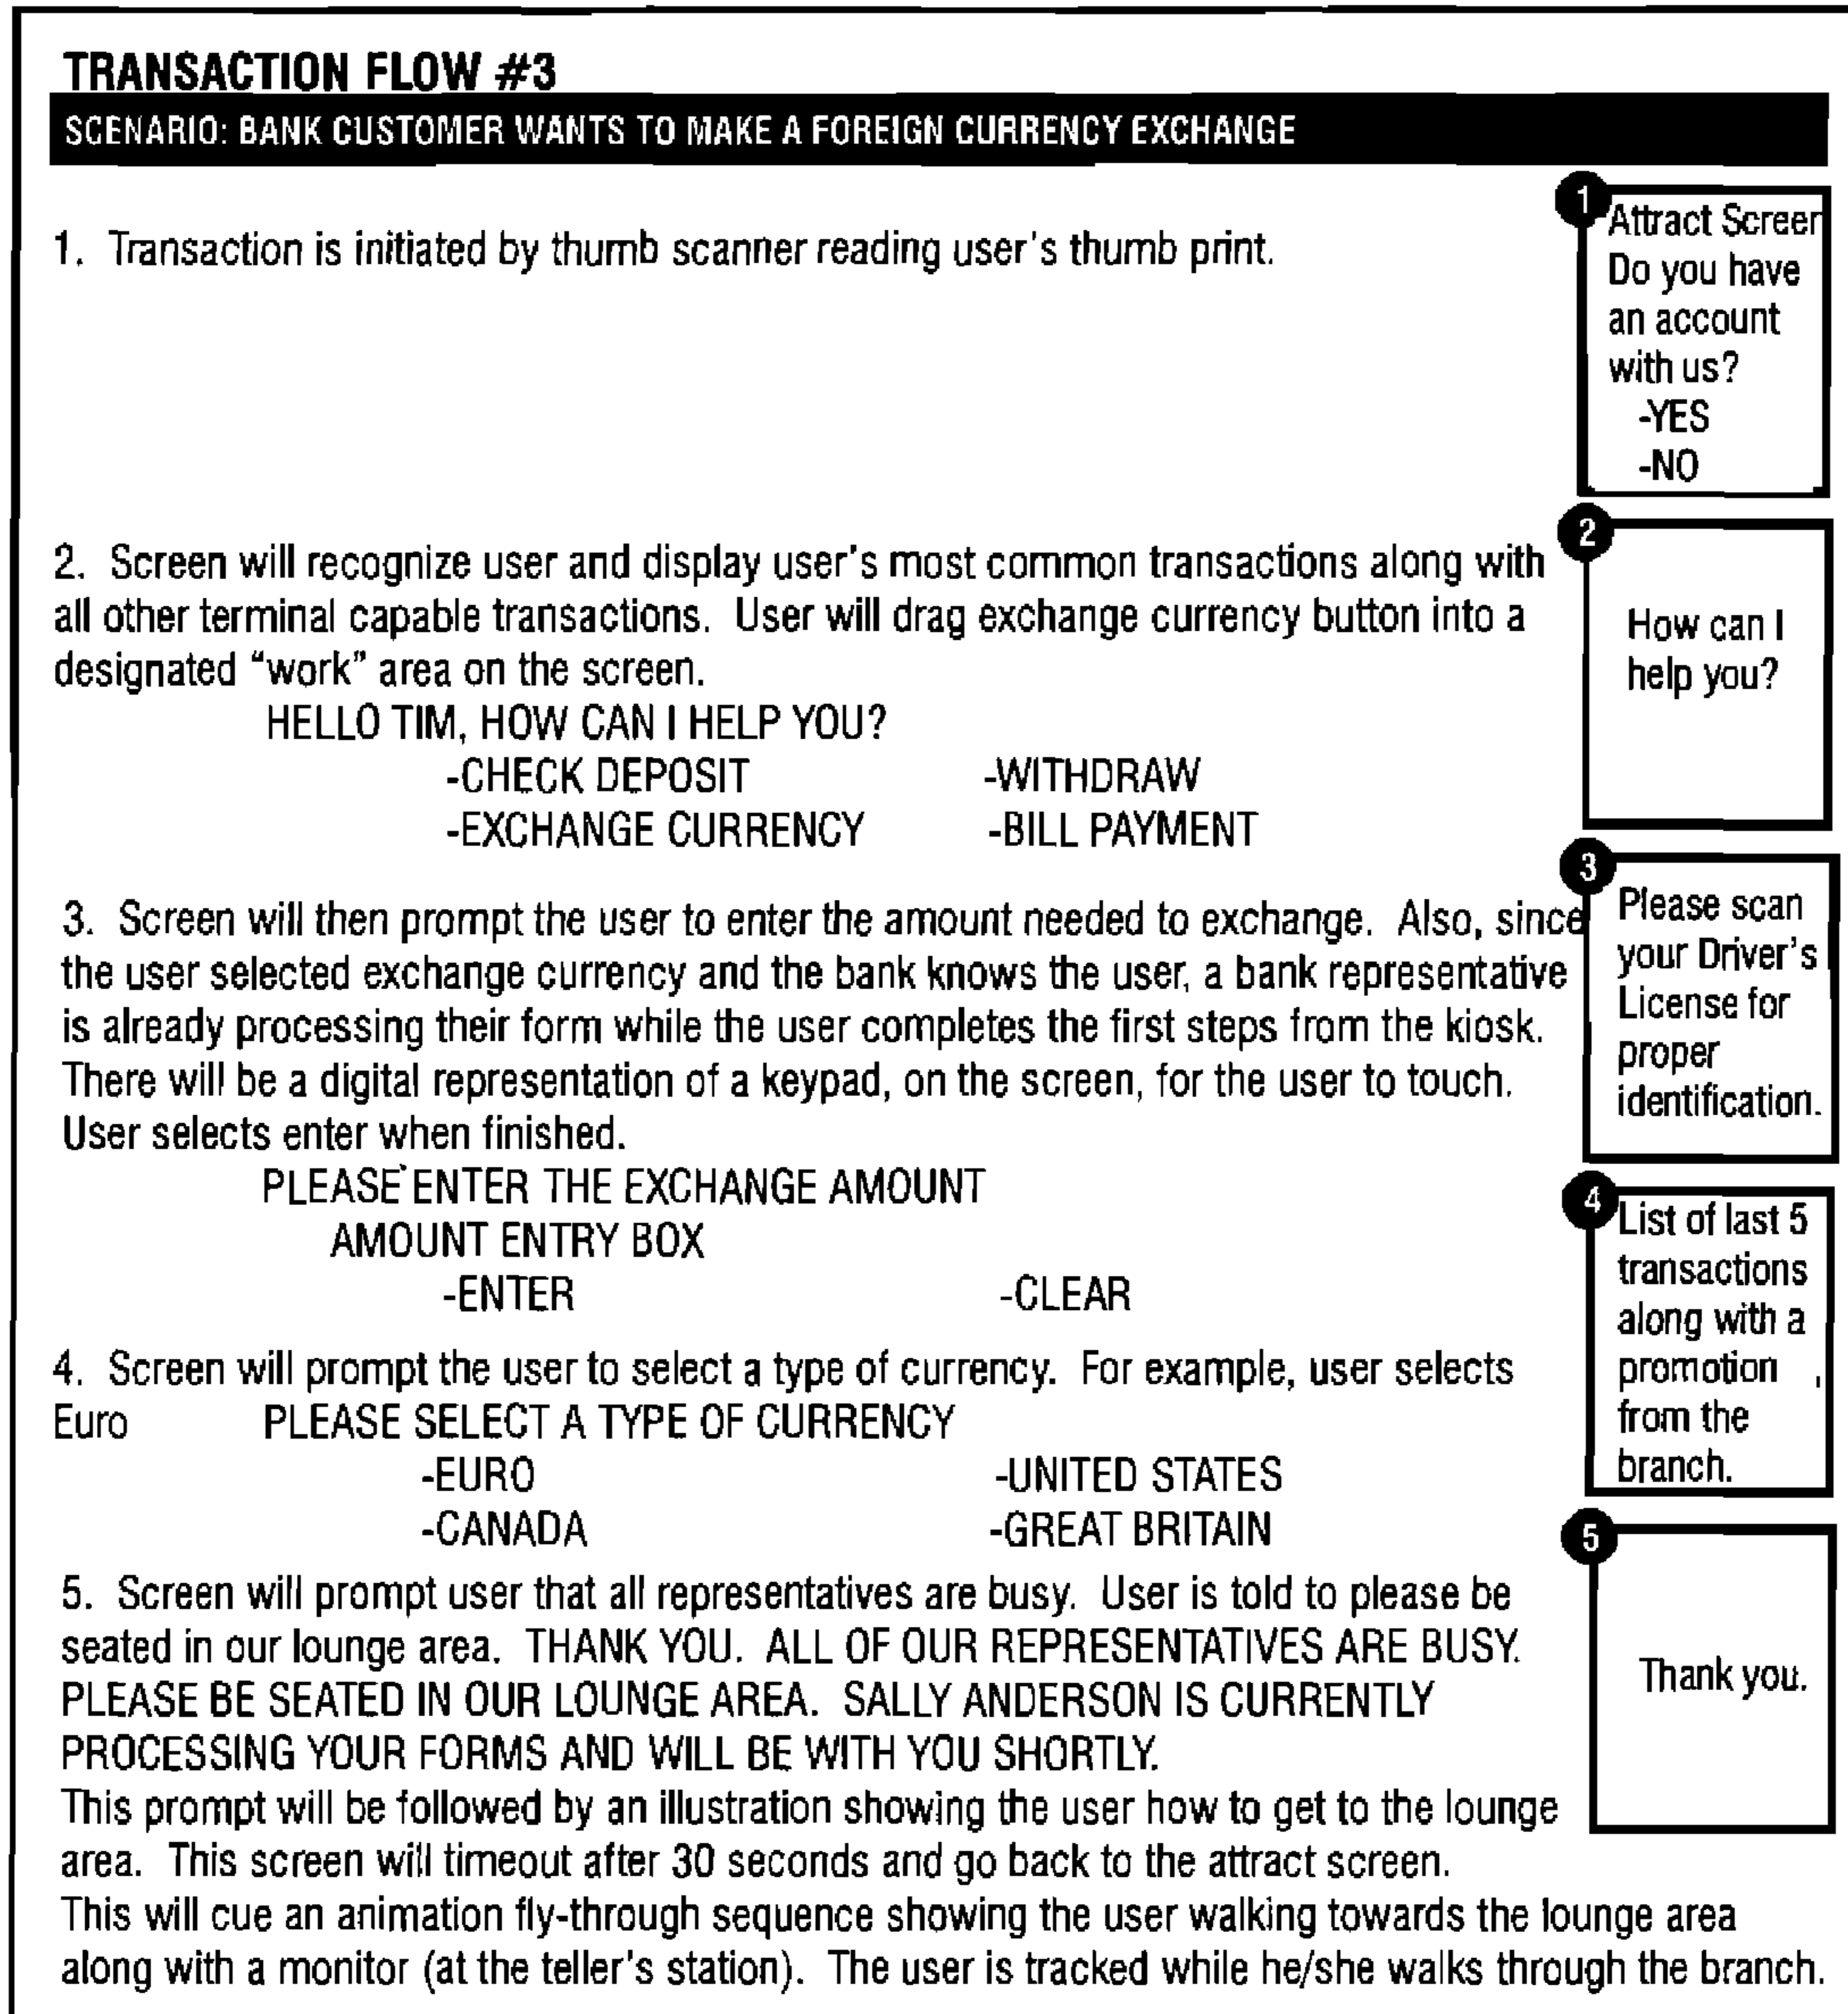 TRANSACTION FLOW #3
SCENARIO: BANK CUSTOMER WANTS TO MAKE A FOREIGN CURRENCY EXCHANGE
1. Transaction is initiated by thumb scanner reading user's thumb print.
1
Attract Screen
Do you have
an account
with us?
-YES
-NO
2. Screen will recognize user and display user's most common transactions along with
all other terminal capable transactions. User will drag exchange currency button into a
designated “work” area on the screen.
HELLO TIM, HOW CAN I HELP YOU?
-CHECK DEPOSIT -WITHDRAW
-EXCHANGE CURRENCY -BILL PAYMENT
2
How can I
help you?
3. Screen will then prompt the user to enter the amount needed to exchange. Also, since
the user selected exchange currency and the bank knows the user, a bank representative
is already processing their form while the user completes the first steps from the kiosk.
There will be a digital representation of a keypad, on the screen, for the user to touch.
User selects enter when finished.
PLEASE ENTER THE EXCHANGE AMOUNT
AMOUNT ENTRY BOX
-ENTER -CLEAR
3
Please scan
your Driver's
License for
proper
identification.
4. Screen will prompt the user to select a type of currency. For example, user selects
Euro PLEASE SELECT A TYPE OF CURRENCY
-EURO -UNITED STATES
-CANADA -GREAT BRITAIN
4
List of last 5
transactions
along with a
promotion
from the
branch.
5. Screen will prompt user that all representatives are busy. User is told to please be
seated in our lounge area. THANK YOU. ALL OF OUR REPRESENTATIVES ARE BUSY.
PLEASE BE SEATED IN OUR LOUNGE AREA. SALLY ANDERSON IS CURRENTLY
PROCESSING YOUR FORMS AND WILL BE WITH YOU SHORTLY.
This prompt will be followed by an illustration showing the user how to get to the lounge
area. This screen will timeout after 30 seconds and go back to the attract screen.
This will cue an animation fly-through sequence showing the user walking towards the lounge area
along with a monitor (at the teller's station). The user is tracked while he/she walks through the branch.
5
Thank you.